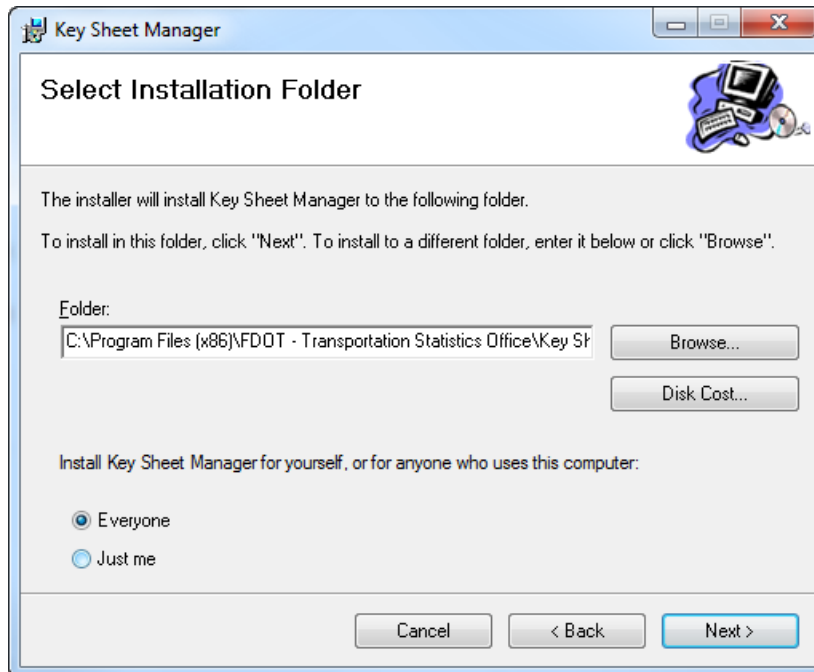 Key Sheet Manager
Select Installation Folder
The installer will install Key Sheet Manager to the following folder.
To install in this folder, click "Next". To install to a different folder, enter it below or click "Browse".
Folder:
C:\Program Files (x86)\FDOT - Transportation Statistics Office\Key Sh
Browse...
Disk Cost...
Install Key Sheet Manager for yourself, or for anyone who uses this computer:
Everyone
Just me
Cancel
< Back
Next >